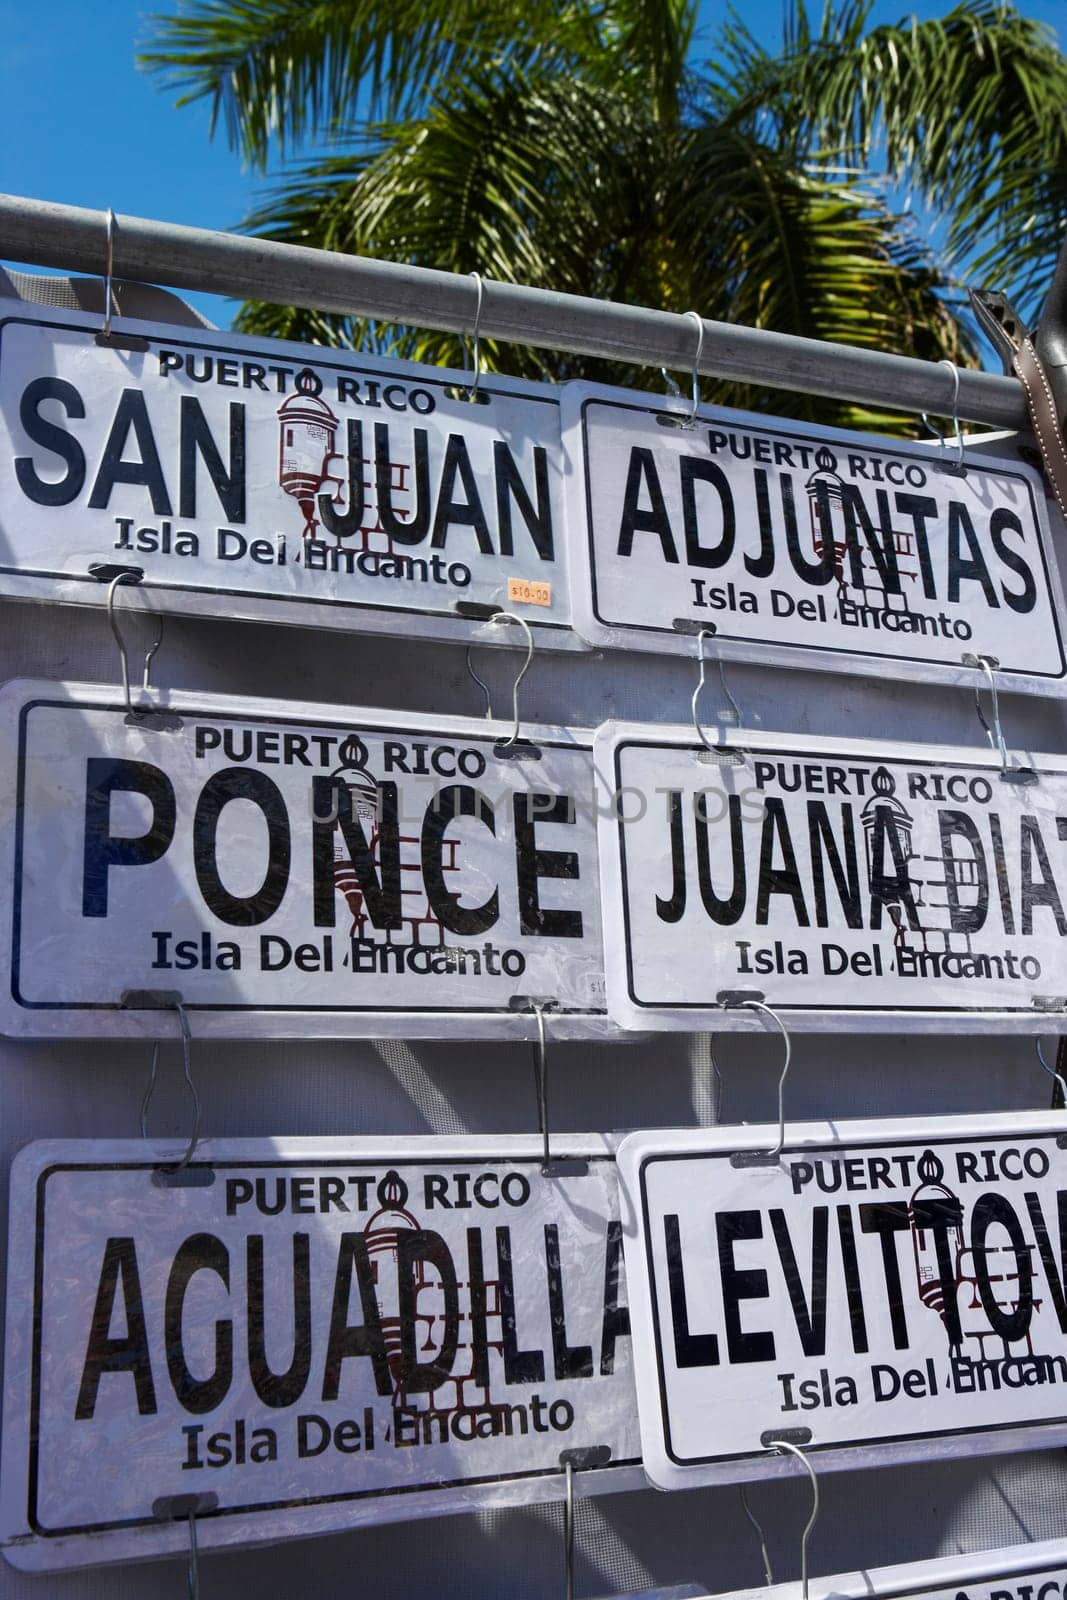 PUERTO RICO
SAN JUAN
Isla Del Encanto
$10.00
PUERTO RICO
ADJUNTAS
Isla Del Encanto
PUERTO RICO
PONCE
Isla Del Encanto
PUERTO RICO
JUANA DIAZ
Isla Del Encanto
UNLIMPHOTOS
PUERTO RICO
AGUADILLA
Isla Del Encanto
PUERTO RICO
LEVITTOW
Isla Del Encan
RICO